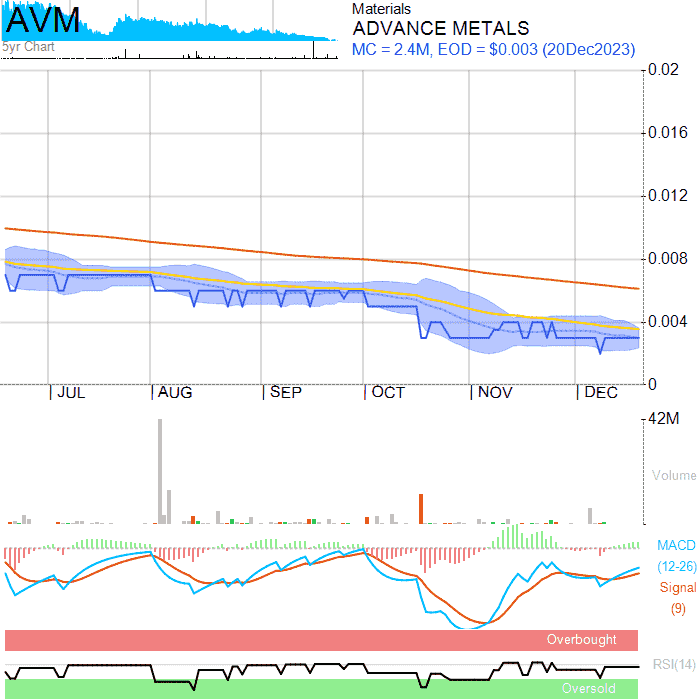 AVM
5yr Chart
Materials
ADVANCE METALS
MC = 2.4M, EOD = $0.003 (20Dec2023)
0.02
0.016
0.012
0.008
0.004
0
JUL
AUG
SEP
OCT
NOV
DEC
42M
Volume
MACD
(12-26)
Signal
(9)
Overbought
RSI(14)
Oversold